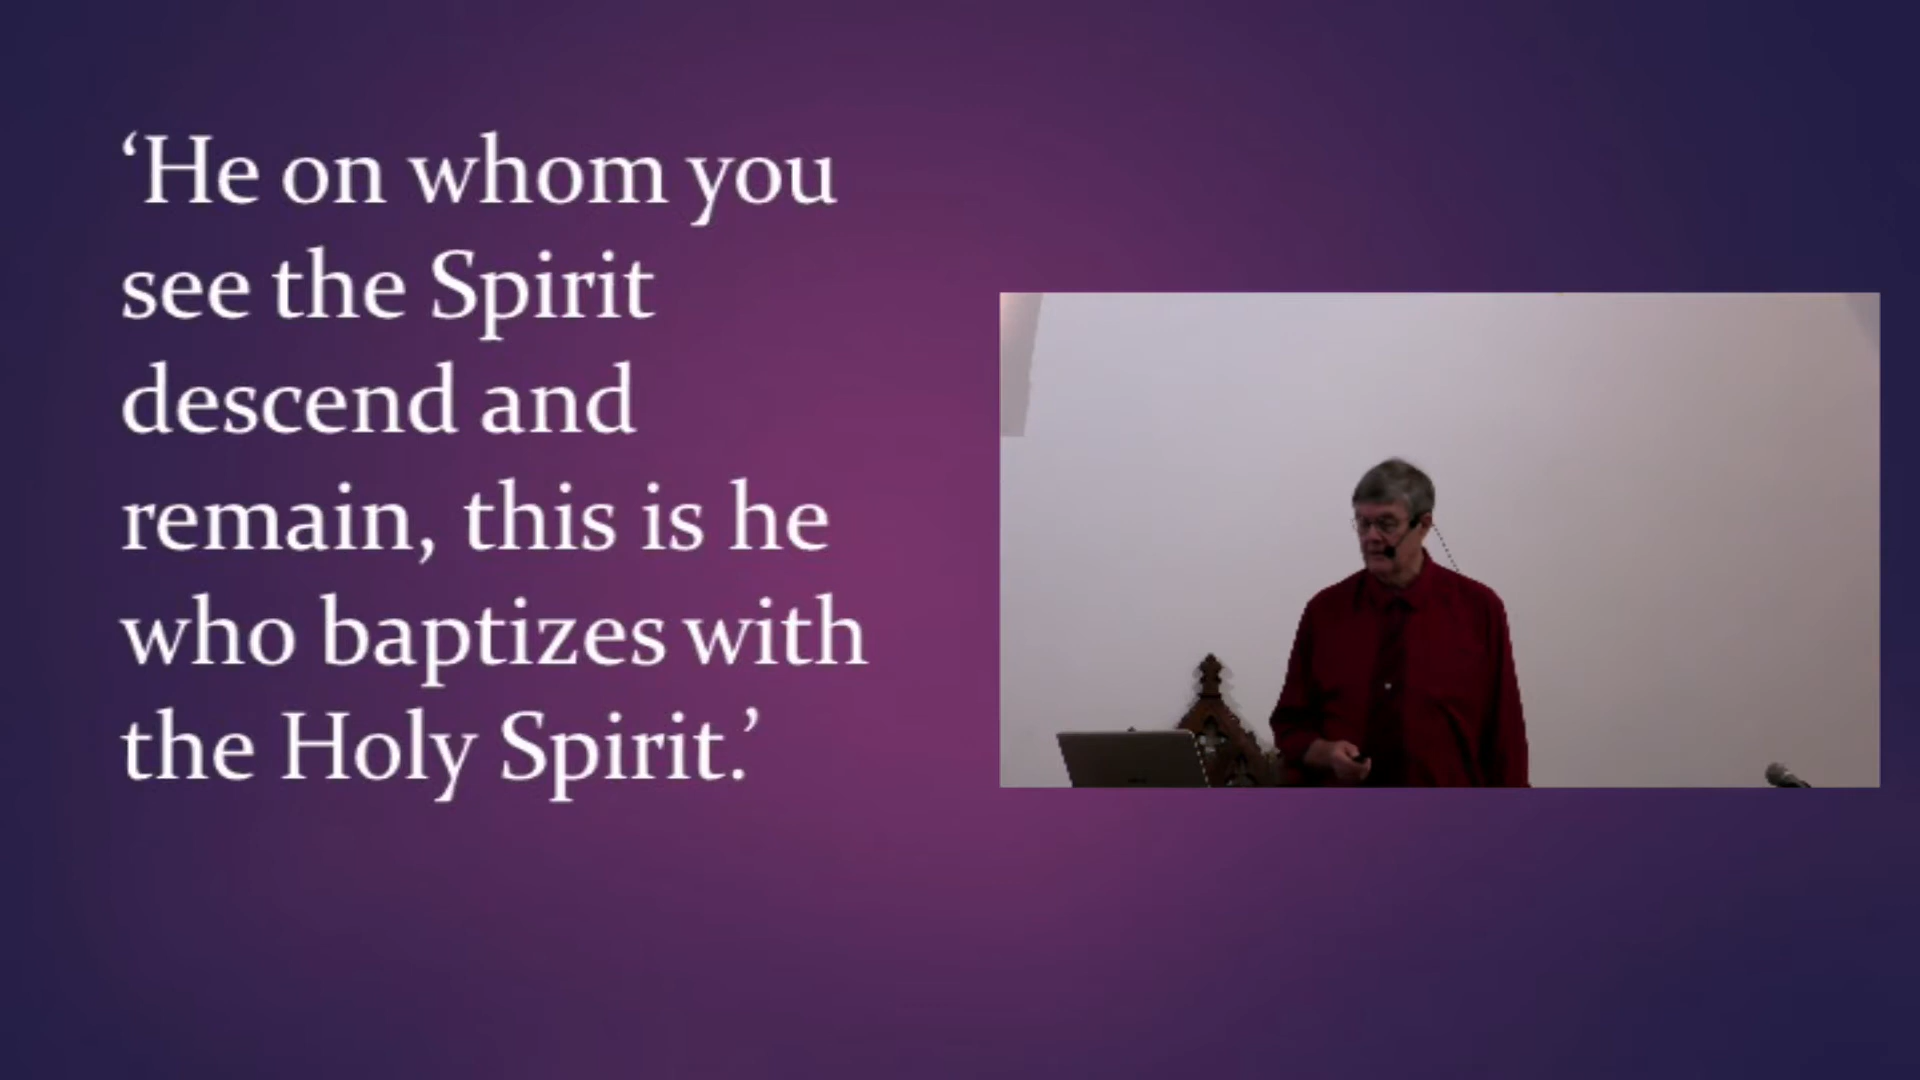 ‘He on whom you
see the Spirit
descend and
remain, this is he
who baptizes with
the Holy Spirit.’